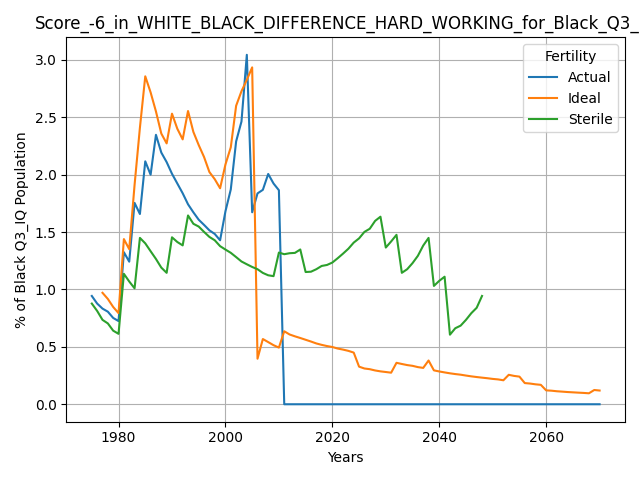 Score_-6_in_WHITE_BLACK_DIFFERENCE_HARD_WORKING_for_Black_Q3_
Fertility
Actual
Ideal
Sterile
% of Black Q3_IQ Population
3.0
2.5
2.0
1.5
1.0
0.5
0.0
1980 2000 2020 2040 2060
Years